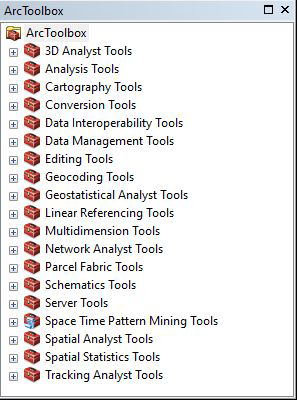 ArcToolbox
ArcToolbox
3D Analyst Tools
Analysis Tools
Cartography Tools
Conversion Tools
Data Interoperability Tools
Data Management Tools
Editing Tools
Geocoding Tools
Geostatistical Analyst Tools
Linear Referencing Tools
Multidimension Tools
Network Analyst Tools
Parcel Fabric Tools
Schematics Tools
Server Tools
Space Time Pattern Mining Tools
Spatial Analyst Tools
Spatial Statistics Tools
Tracking Analyst Tools